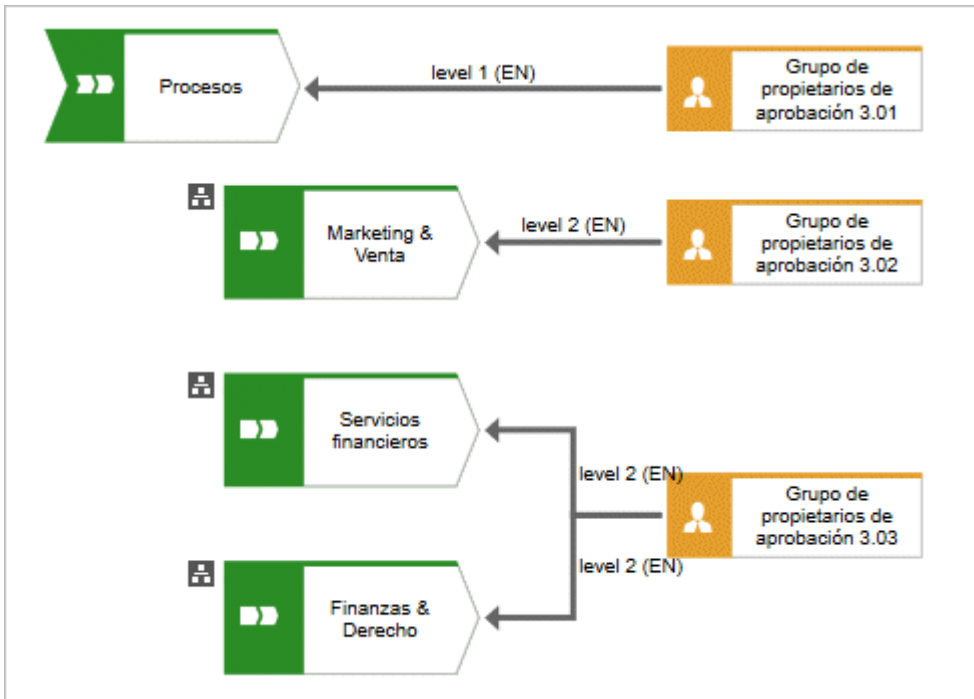 Procesos
level 1 (EN)
Grupo de
propietarios de
aprobación 3.01
Marketing &
Venta
level 2 (EN)
Grupo de
propietarios de
aprobación 3.02
Servicios
financieros
level 2 (EN)
Grupo de
propietarios de
aprobación 3.03
level 2 (EN)
Finanzas &
Derecho